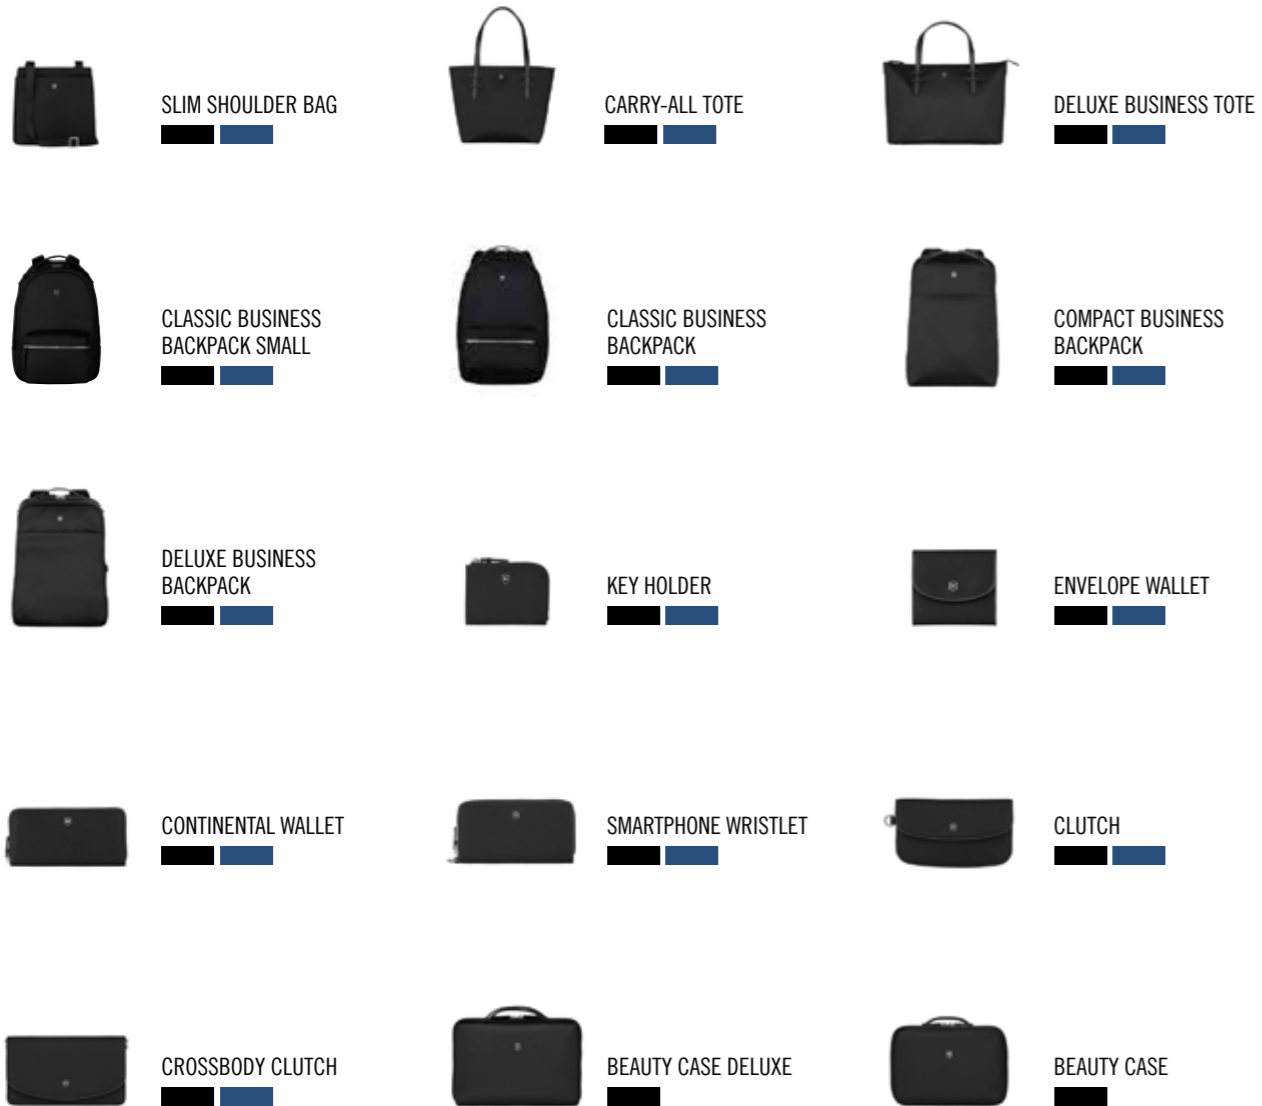 SLIM SHOULDER BAG
CARRY-ALL TOTE
DELUXE BUSINESS TOTE
CLASSIC BUSINESS
BACKPACK SMALL
CLASSIC BUSINESS
BACKPACK
COMPACT BUSINESS
BACKPACK
DELUXE BUSINESS
BACKPACK
KEY HOLDER
ENVELOPE WALLET
CONTINENTAL WALLET
SMARTPHONE WRISTLET
CLUTCH
CROSSBODY CLUTCH
BEAUTY CASE DELUXE
BEAUTY CASE